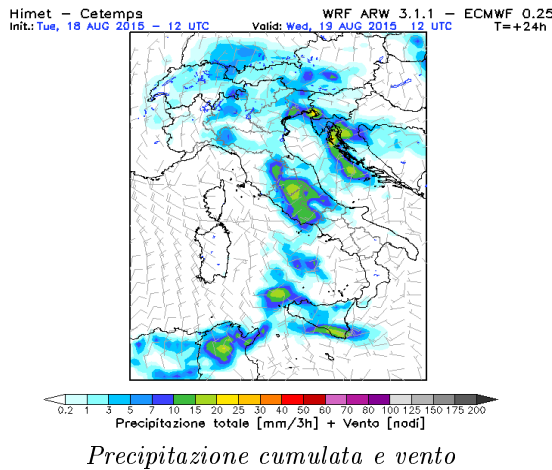 Himet – Cetemps
WRF ARW 3.1.1 – ECMWF 0.25
Init.: Tue, 18 AUG 2015 – 12 UTC
Valid: Wed, 19 AUG 2015 12 UTC
T=+24h
0.2 1 3 5 7 10 15 20 25 30 40 50 60 70 80 100 125 150 175 200
Precipitazione totale [mm/3h] + Vento [nodi]
Precipitazione cumulata e vento